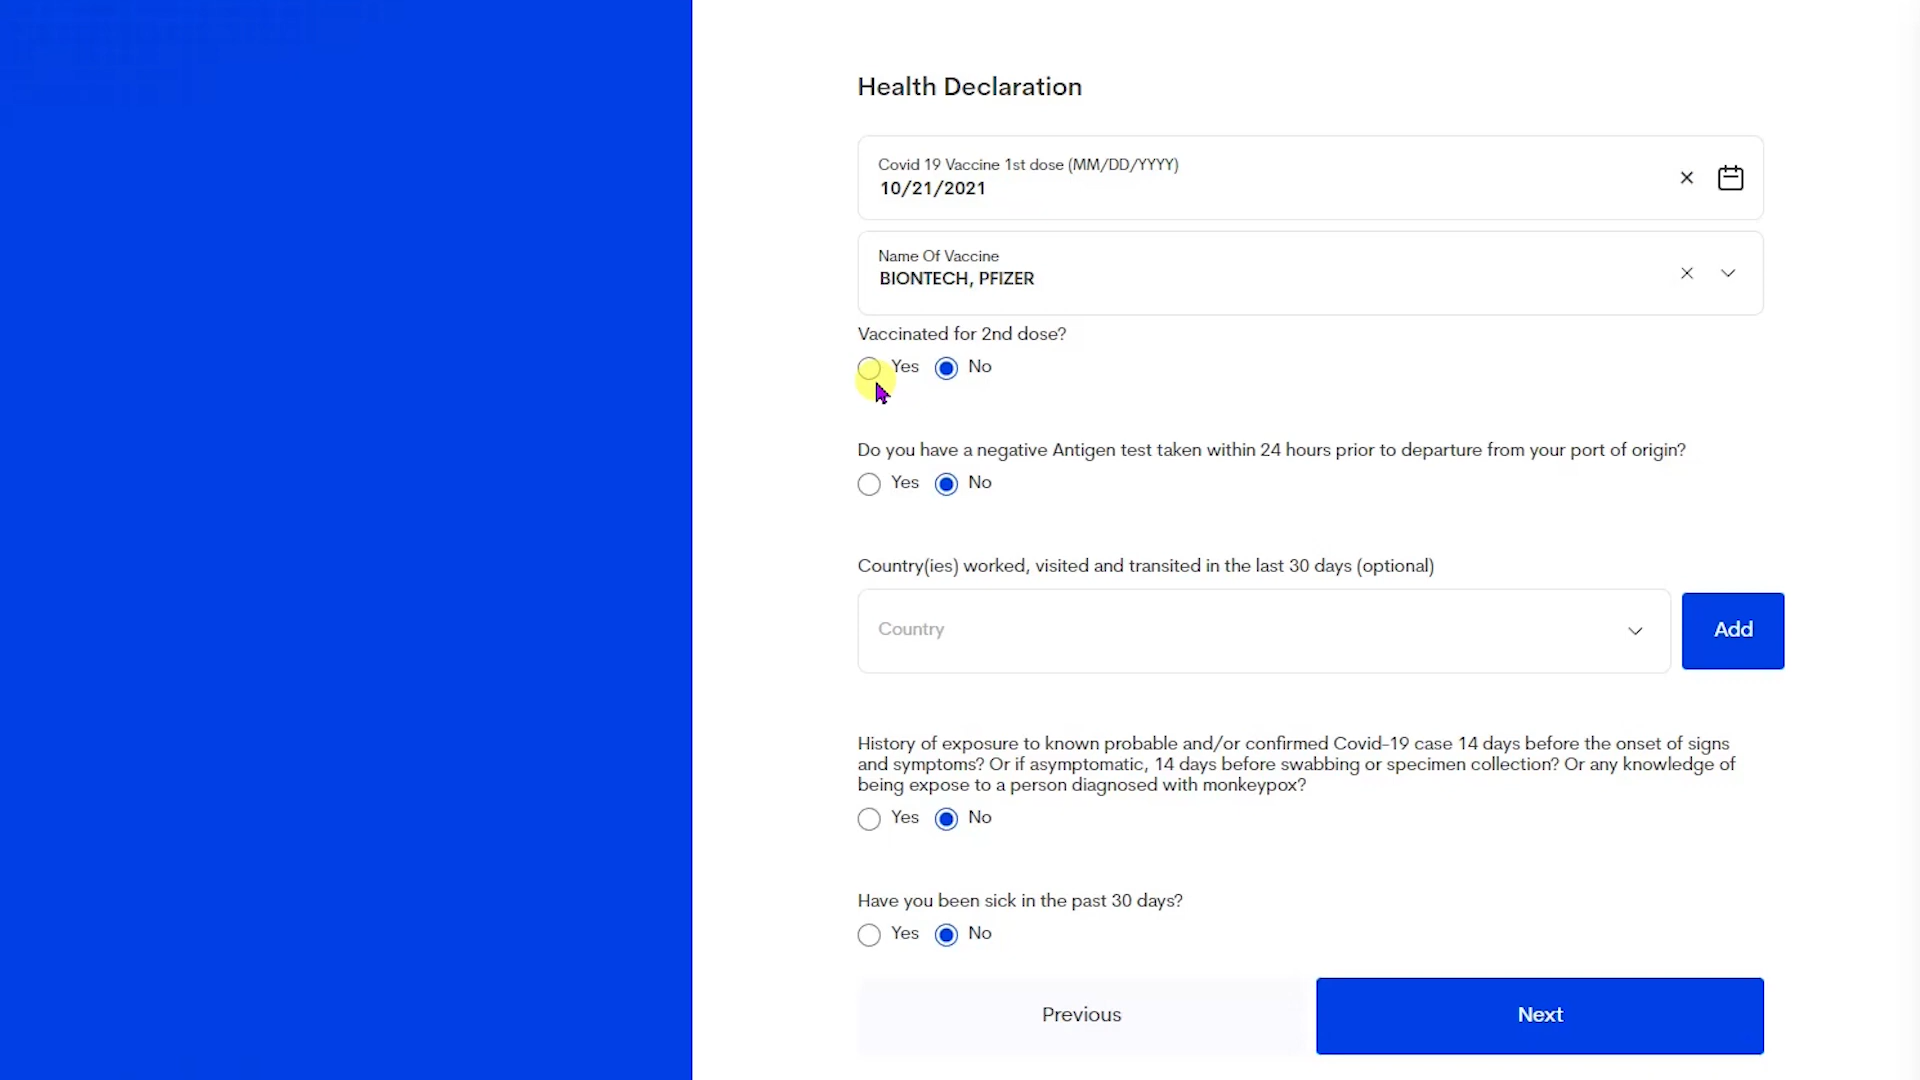 Health Declaration
Covid 19 Vaccine 1st dose (MM/DD/YYYY)
10/21/2021
Name Of Vaccine
BIONTECH, PFIZER
Vaccinated for 2nd dose?
Yes No
Do you have a negative Antigen test taken within 24 hours prior to departure from your port of origin?
Yes No
Country(ies) worked, visited and transited in the last 30 days (optional)
Country
Add
History of exposure to known probable and/or confirmed Covid-19 case 14 days before the onset of signs
and symptoms? Or if asymptomatic, 14 days before swabbing or specimen collection? Or any knowledge of
being expose to a person diagnosed with monkeypox?
Yes No
Have you been sick in the past 30 days?
Yes No
Previous
Next